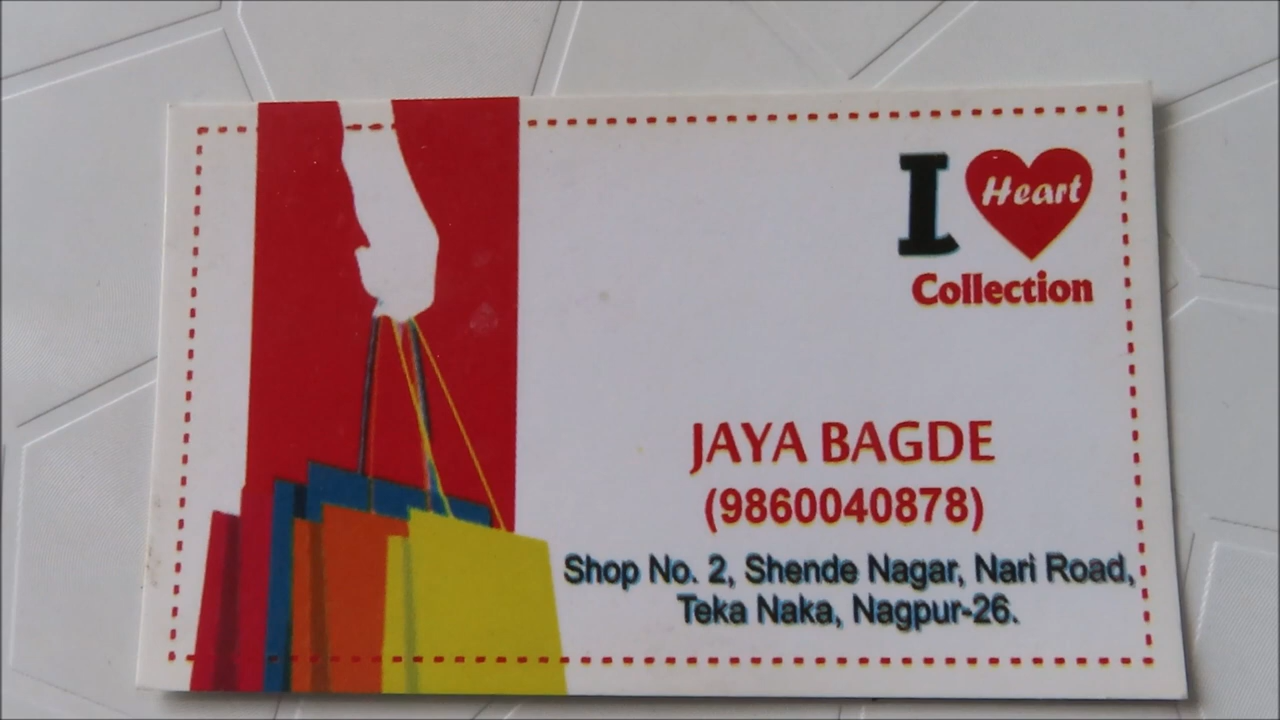 I Heart
Collection
JAYA BAGDE
(9860040878)
Shop No. 2, Shende Nagar, Nari Road,
Teka Naka, Nagpur-26.